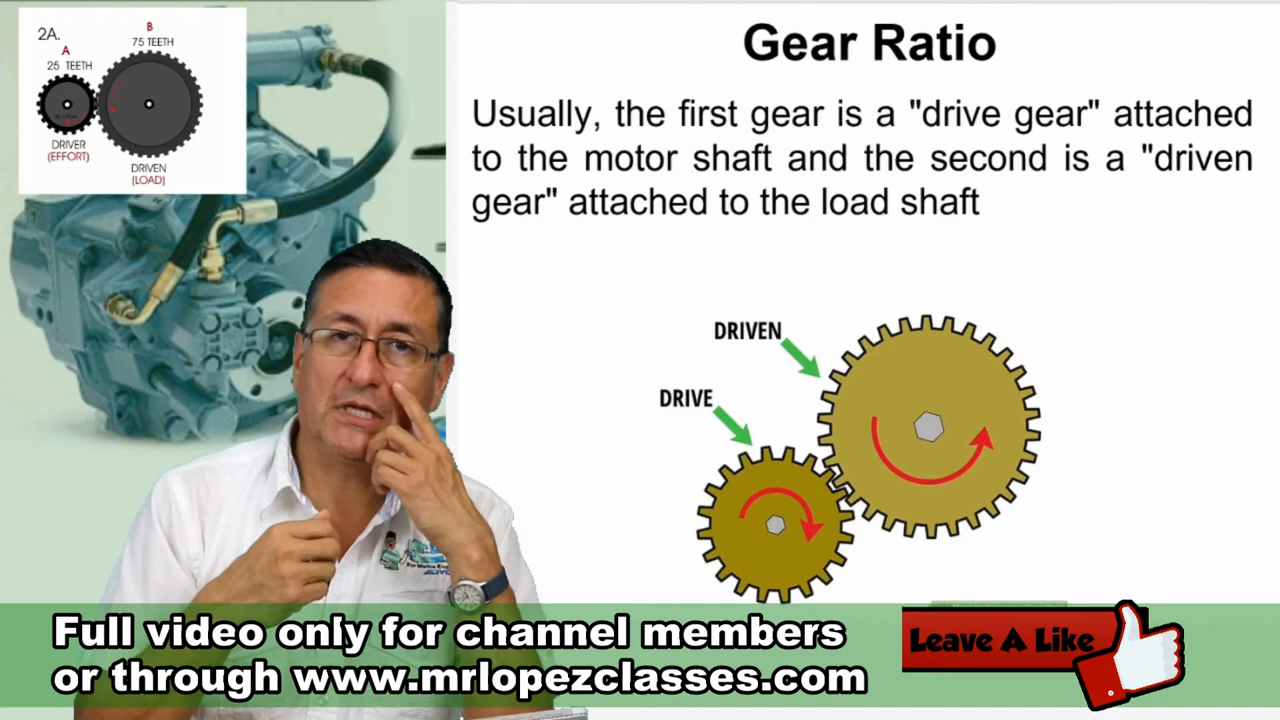 2A.
A
25 TEETH
B
75 TEETH
DRIVER
(EFFORT)
DRIVEN
(LOAD)
Gear Ratio
Usually, the first gear is a "drive gear" attached
to the motor shaft and the second is a "driven
gear" attached to the load shaft
DRIVEN
DRIVE
Full video only for channel members
or through www.mrlopezclasses.com
Leave A Like